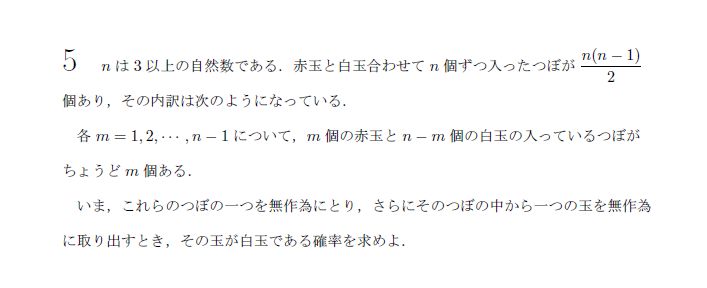 5 n は 3 以上の自然数である．赤玉と白玉合わせて n 個ずつ入ったつぼが n(n − 1)/2
個あり，その内訳は次のようになっている．
各 m = 1, 2, ⋯ , n − 1 について，m 個の赤玉と n − m 個の白玉の入っているつぼが
ちょうど m 個ある．
いま，これらのつぼの一つを無作為にとり，さらにそのつぼの中から一つの玉を無作為
に取り出すとき，その玉が白玉である確率を求めよ．